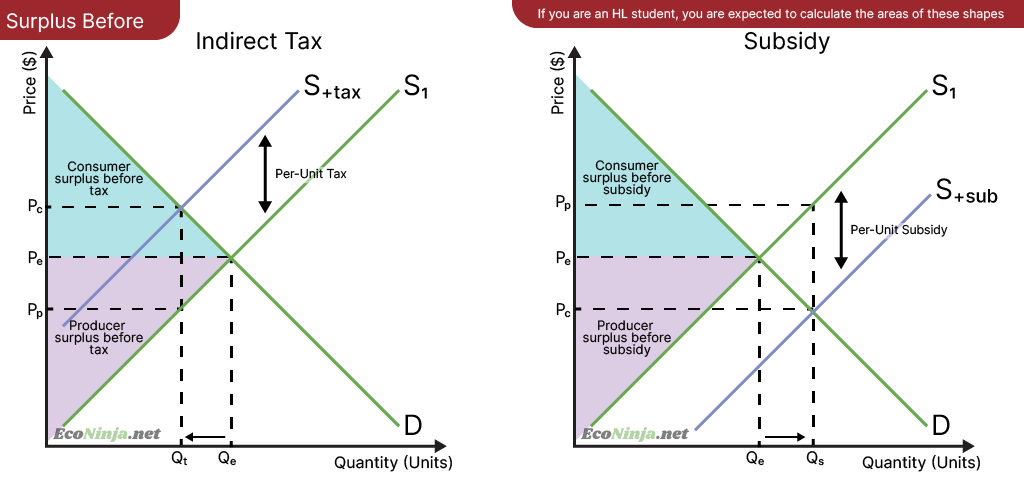 Surplus Before
If you are an HL student, you are expected to calculate the areas of these shapes
Indirect Tax
Price ($)
S+tax
S1
Consumer
surplus before
tax
Per-Unit Tax
Pc
Pe
Pp
Producer
surplus before
tax
D
EcoNinja.net
Qt
Qe
Quantity (Units)
Subsidy
Price ($)
S1
Consumer
surplus before
subsidy
S+sub
Pp
Per-Unit Subsidy
Pe
Pc
Producer
surplus before
subsidy
D
EcoNinja.net
Qe
Qs
Quantity (Units)